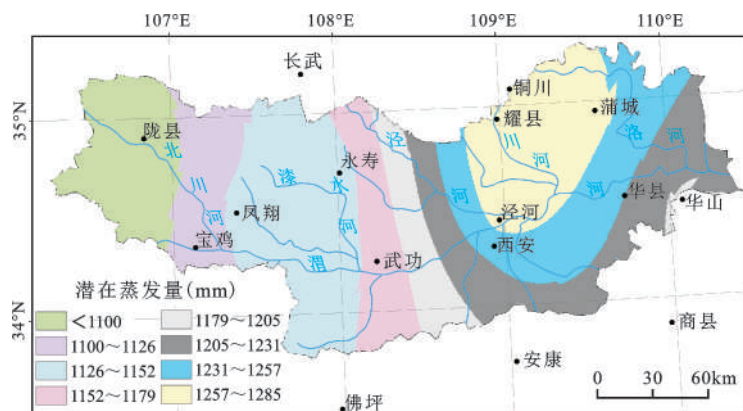 107°E
108°E
109°E
110°E
长武
铜川
蒲城
35°N
耀县
陇县
泾
川
洛
北
永寿
河
河
漆
水
川
凤翔
河
河
河
华县
华山
河
泾河
宝鸡
西安
渭
武功
潜在蒸发量(mm)
34°N
<1100
1179~1205
商县
1100~1126
1205~1231
安康
1126~1152
1231~1257
0 30 60km
1152~1179
1257~1285
佛坪